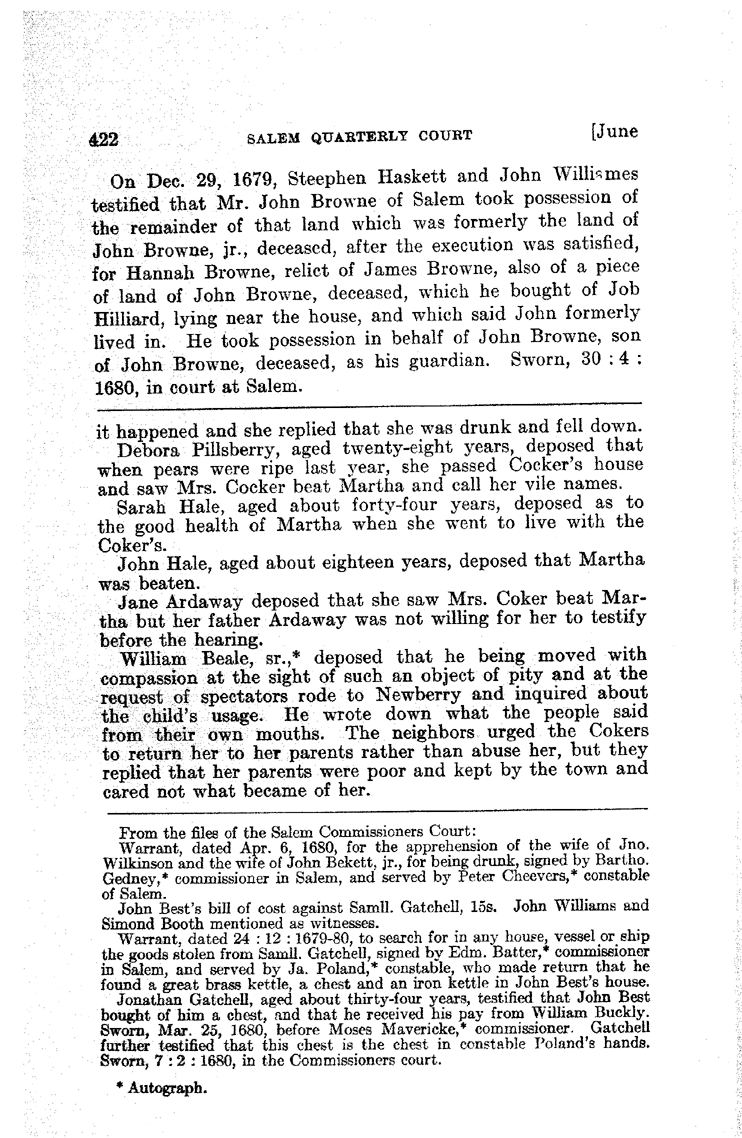 422 SALEM QUARTERLY COURT [June
On Dec. 29, 1679, Steephen Haskett and John Williames
testified that Mr. John Browne of Salem took possession of
the remainder of that land which was formerly the land of
John Browne, jr., deceased, after the execution was satisfied,
for Hannah Browne, relict of James Browne, also of a piece
of land of John Browne, deceased, which he bought of Job
Hilliard, lying near the house, and which said John formerly
lived in. He took possession in behalf of John Browne, son
of John Browne, deceased, as his guardian. Sworn, 30 : 4 :
1680, in court at Salem.
it happened and she replied that she was drunk and fell down.
Debora Pillsberry, aged twenty-eight years, deposed that
when pears were ripe last year, she passed Cocker's house
and saw Mrs. Cocker beat Martha and call her vile names.
Sarah Hale, aged about forty-four years, deposed as to
the good health of Martha when she went to live with the
Coker's.
John Hale, aged about eighteen years, deposed that Martha
was beaten.
Jane Ardaway deposed that she saw Mrs. Coker beat Mar-
tha but her father Ardaway was not willing for her to testify
before the hearing.
William Beale, sr.,* deposed that he being moved with
compassion at the sight of such an object of pity and at the
request of spectators rode to Newberry and inquired about
the child's usage. He wrote down what the people said
from their own mouths. The neighbors urged the Cokers
to return her to her parents rather than abuse her, but they
replied that her parents were poor and kept by the town and
cared not what became of her.
From the files of the Salem Commissioners Court:
Warrant, dated Apr. 6, 1680, for the apprehension of the wife of Jno.
Wilkinson and the wife of John Bekett, jr., for being drunk, signed by Bartho.
Gedney,* commissioner in Salem, and served by Peter Cheevers,* constable
of Salem.
John Best's bill of cost against Samll. Gatchell, 15s. John Williams and
Simond Booth mentioned as witnesses.
Warrant, dated 24 : 12 : 1679-80, to search for in any house, vessel or ship
the goods stolen from Samll. Gatchell, signed by Edm. Batter,* commissioner
in Salem, and served by Ja. Poland,* constable, who made return that he
found a great brass kettle, a chest and an iron kettle in John Best's house.
Jonathan Gatchell, aged about thirty-four years, testified that John Best
bought of him a chest, and that he received his pay from William Buckly.
Sworn, Mar. 25, 1680, before Moses Mavericke,* commissioner. Gatchell
further testified that this chest is the chest in constable Poland's hands.
Sworn, 7 : 2 : 1680, in the Commissioners court.
* Autograph.